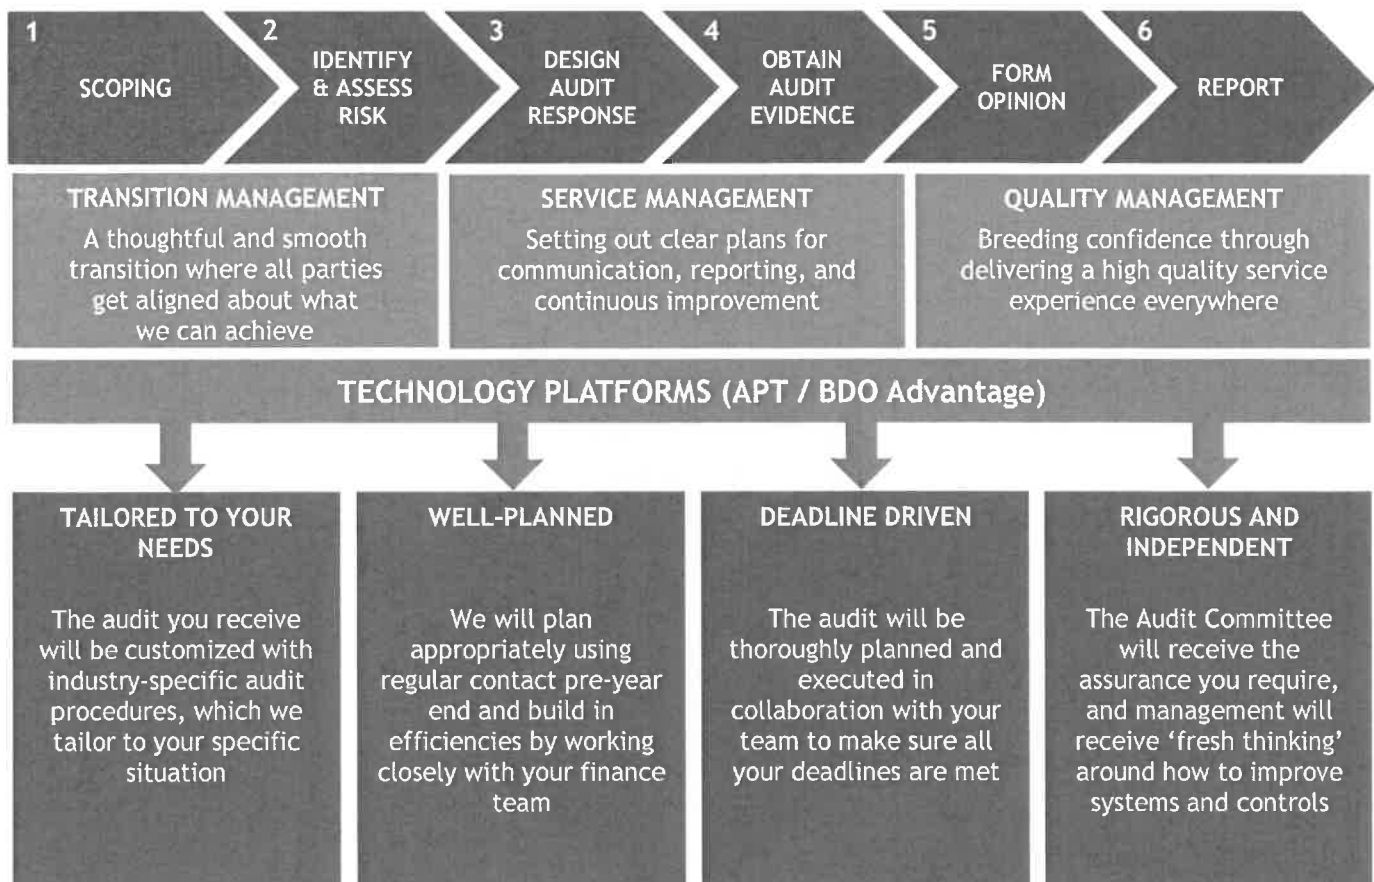 1
SCOPING
2
IDENTIFY
& ASSESS
RISK
3
DESIGN
AUDIT
RESPONSE
4
OBTAIN
AUDIT
EVIDENCE
5
FORM
OPINION
6
REPORT
TRANSITION MANAGEMENT
A thoughtful and smooth
transition where all parties
get aligned about what
we can achieve
SERVICE MANAGEMENT
Setting out clear plans for
communication, reporting, and
continuous improvement
QUALITY MANAGEMENT
Breeding confidence through
delivering a high quality service
experience everywhere
TECHNOLOGY PLATFORMS (APT / BDO Advantage)
TAILORED TO YOUR
NEEDS
The audit you receive
will be customized with
industry-specific audit
procedures, which we
tailor to your specific
situation
WELL-PLANNED
We will plan
appropriately using
regular contact pre-year
end and build in
efficiencies by working
closely with your finance
team
DEADLINE DRIVEN
The audit will be
thoroughly planned and
executed in
collaboration with your
team to make sure all
your deadlines are met
RIGOROUS AND
INDEPENDENT
The Audit Committee
will receive the
assurance you require,
and management will
receive ‘fresh thinking’
around how to improve
systems and controls